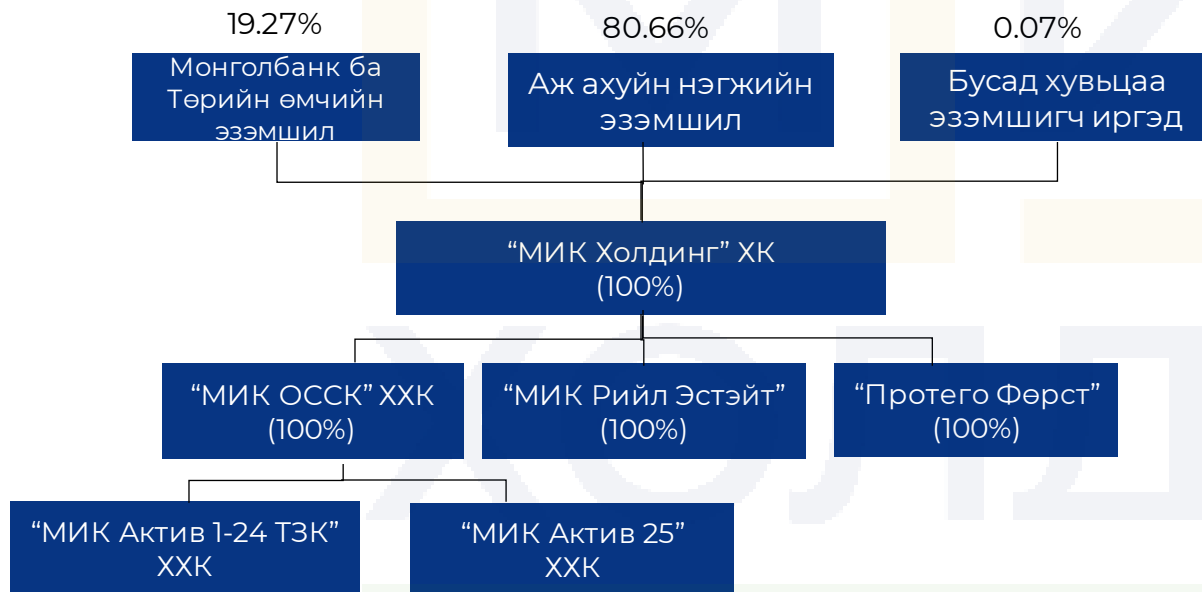 19.27%
80.66%
0.07%
Монголбанк ба
Төрийн өмчийн
эзэмшил
Аж ахуйн нэгжийн
эзэмшил
Бусад хувьцаа
эзэмшигч иргэд
“МИК Холдинг” ХК
(100%)
“МИК ОССК” ХХК
(100%)
“МИК Рийл Эстэйт”
(100%)
“Протего Фөрст”
(100%)
“МИК Актив 1-24 ТЗК”
ХХК
“МИК Актив 25”
ХХК